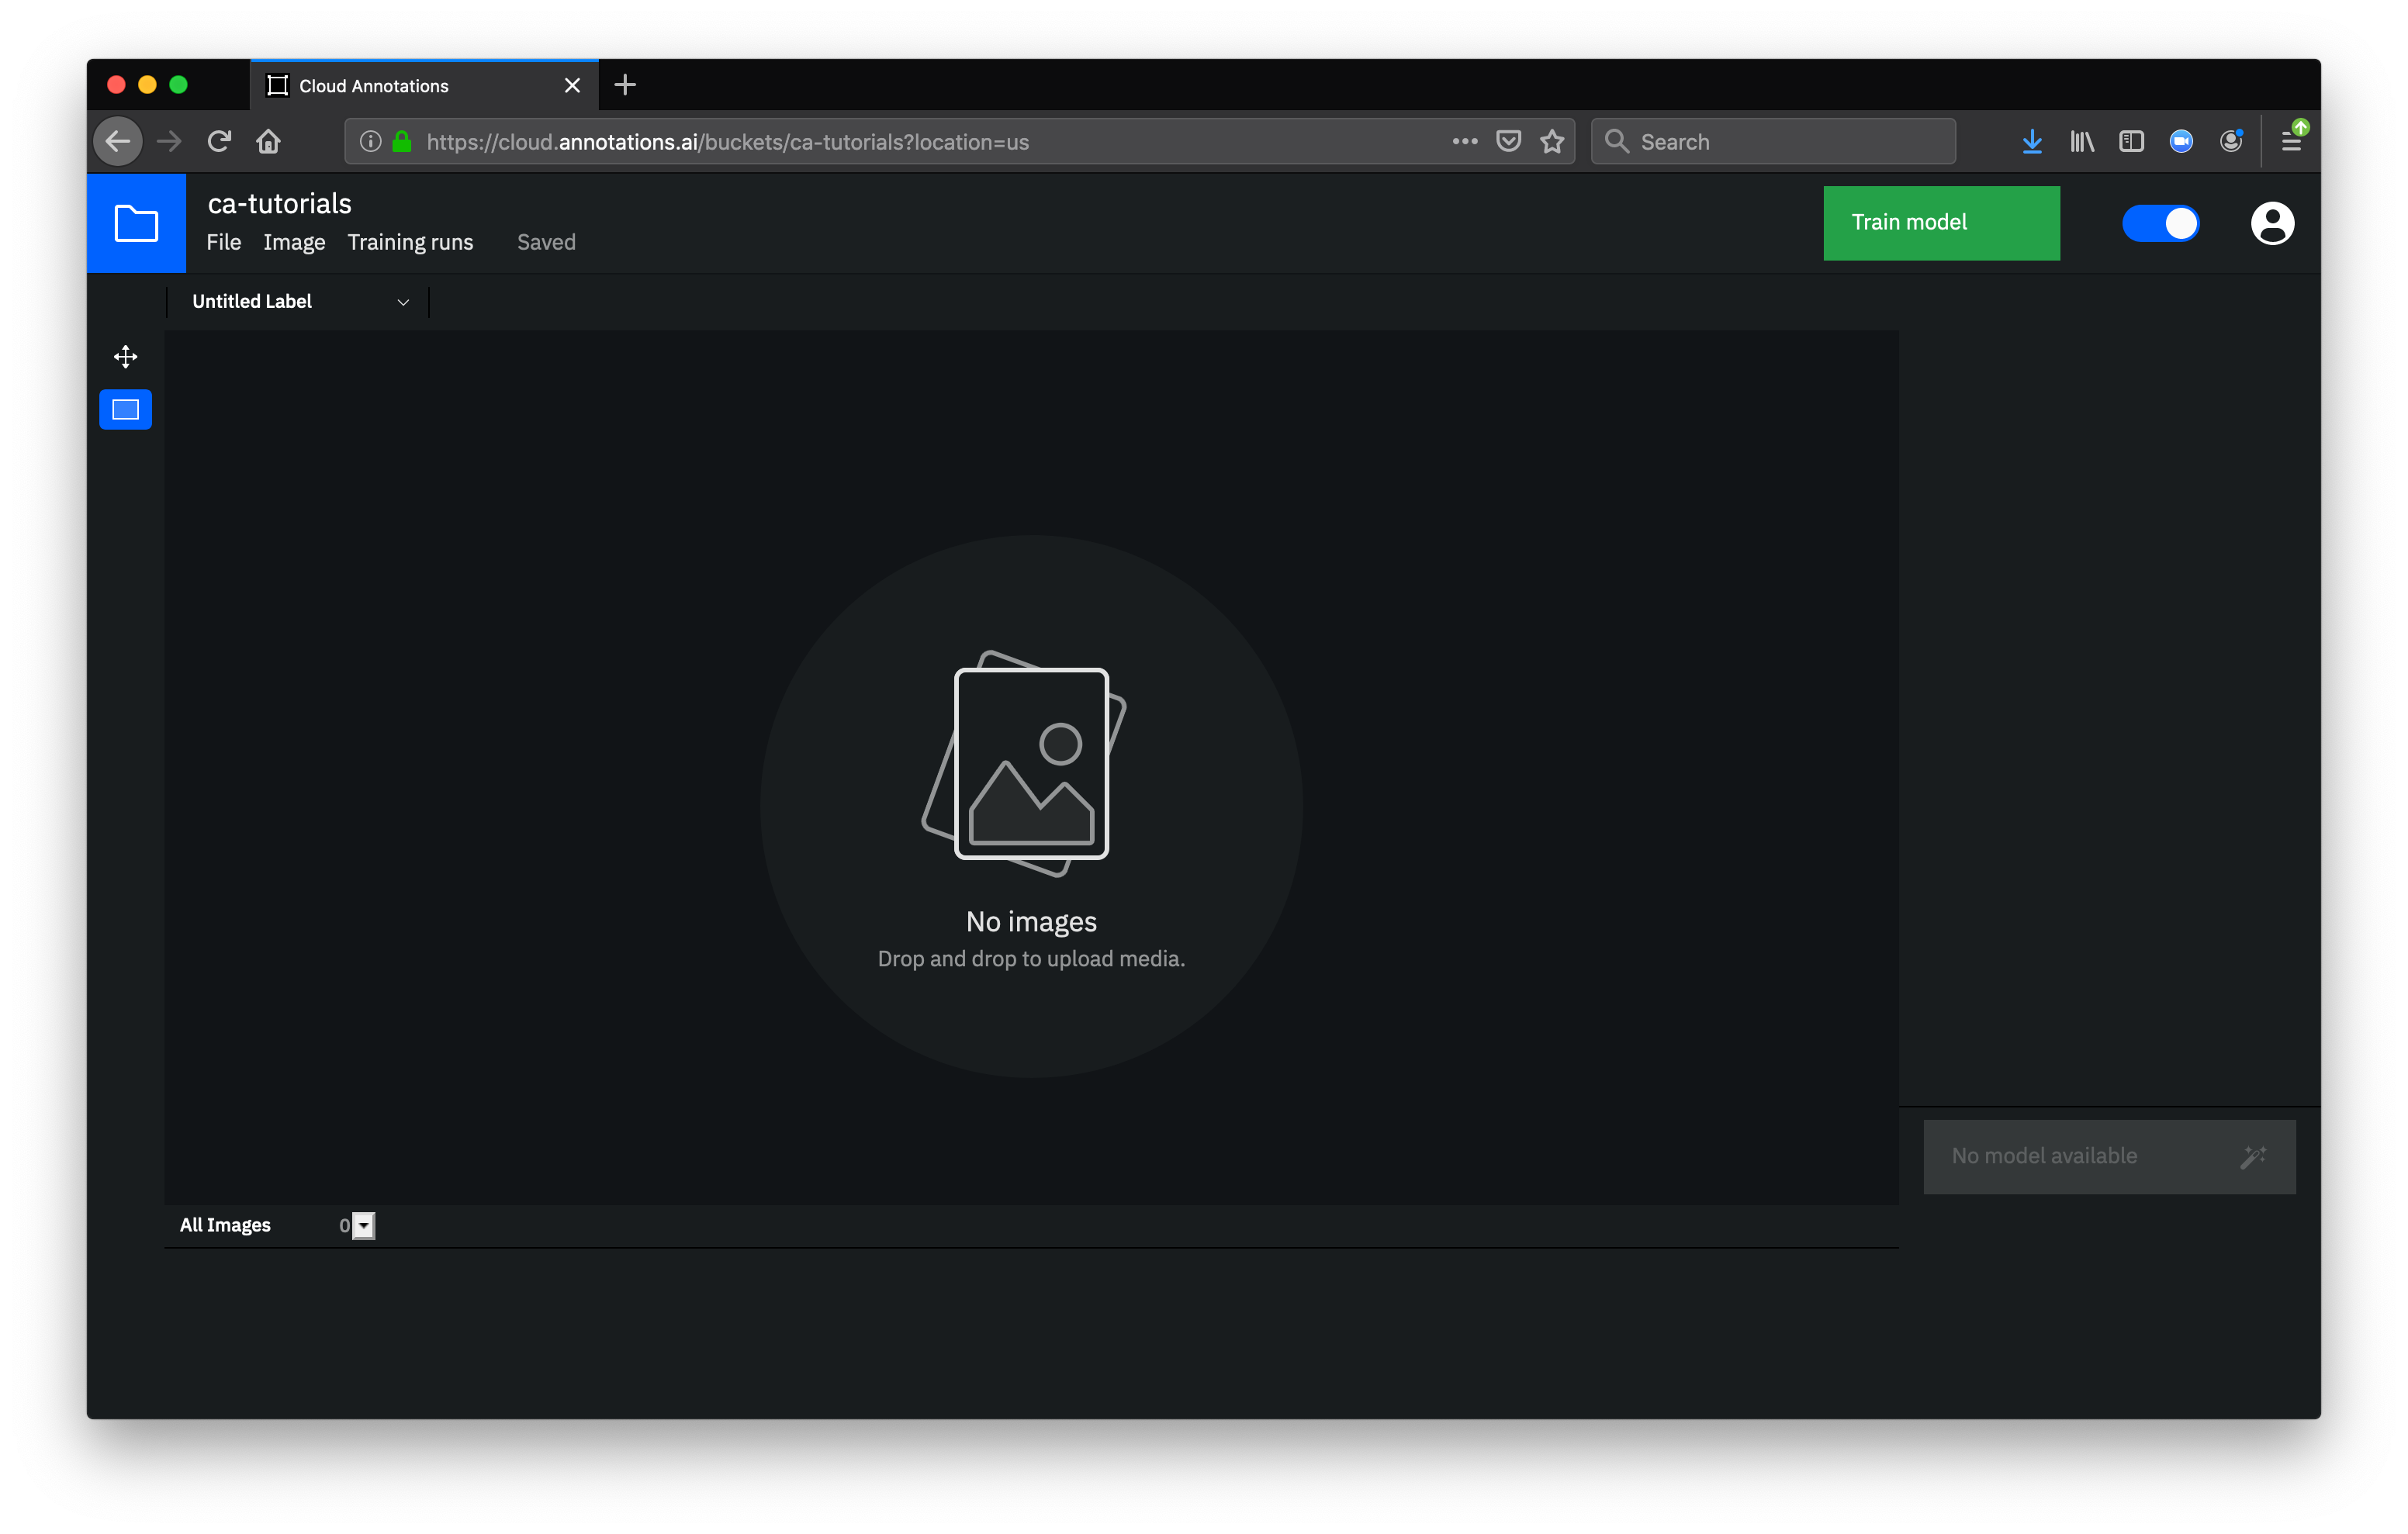 Cloud Annotations
https://cloud.annotations.ai/buckets/ca-tutorials?location=us
Search
ca-tutorials
File Image Training runs Saved
Train model
Untitled Label
No images
Drop and drop to upload media.
No model available
All Images 0